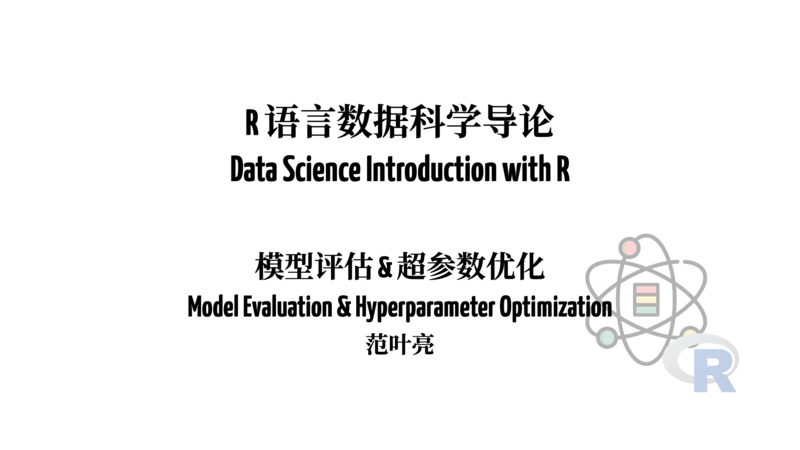 R 语言数据科学导论
Data Science Introduction with R
模型评估 & 超参数优化
Model Evaluation & Hyperparameter Optimization
范叶亮
R